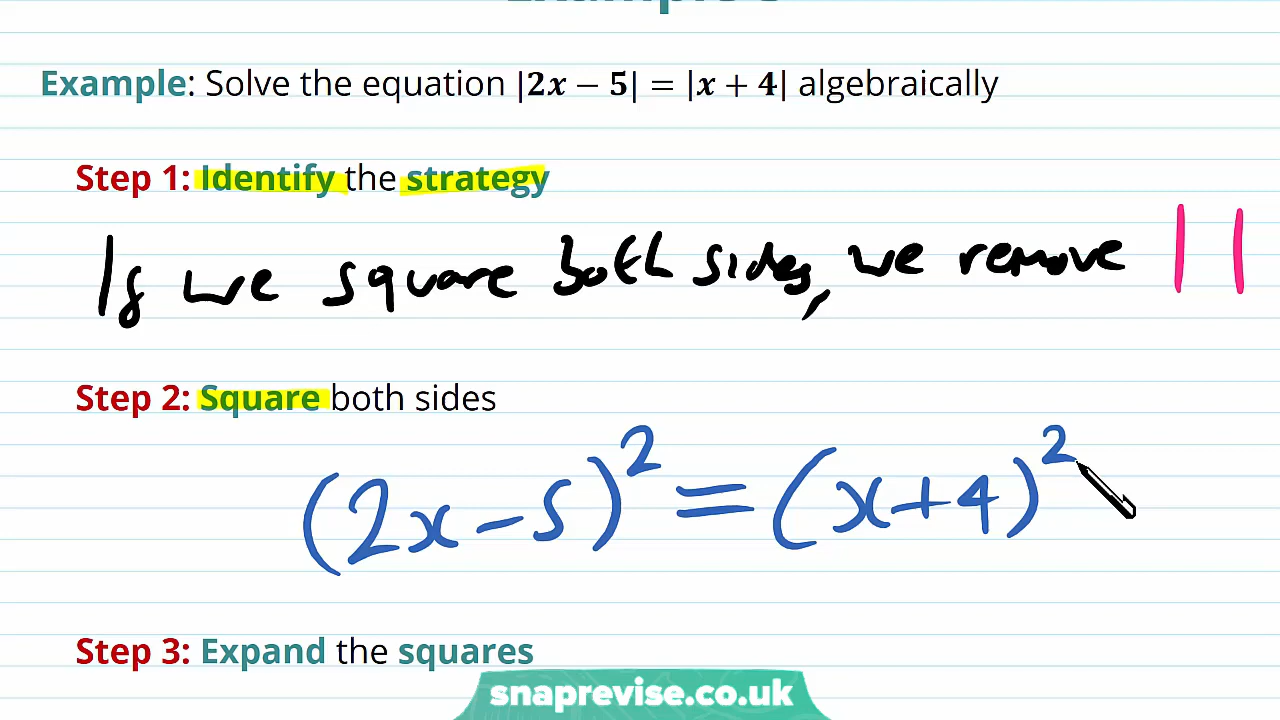 Example: Solve the equation |2x − 5| = |x + 4| algebraically
Step 1: Identify the strategy
If we square both sides, we remove | |
Step 2: Square both sides
(2x − 5)² = (x + 4)²
Step 3: Expand the squares
snaprevise.co.uk